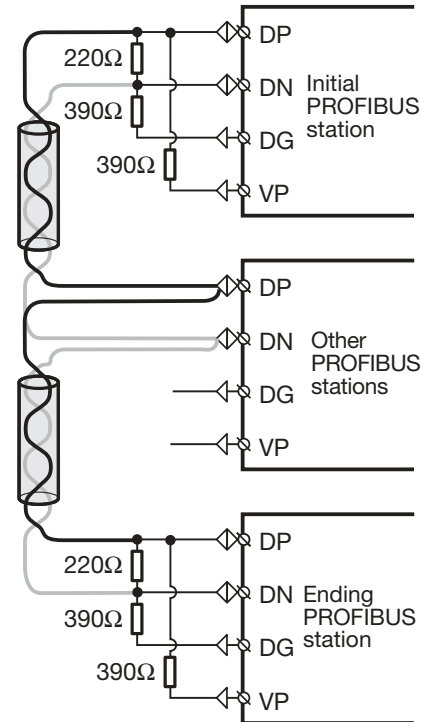 DP
220Ω
DN
Initial
PROFIBUS
station
390Ω
DG
390Ω
VP
DP
DN
Other
PROFIBUS
stations
DG
VP
DP
220Ω
DN
Ending
PROFIBUS
station
390Ω
DG
390Ω
VP